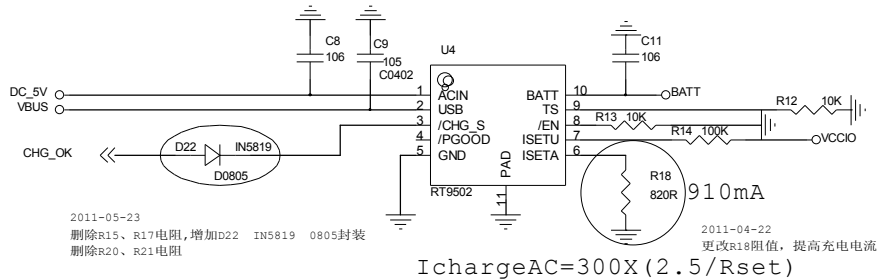 C8
106
C9
105
C0402
U4
C11
106
DC_5V
VBUS
1 ACIN
2 USB
3 /CHG_S
4 /PGOOD
5 GND
BATT 10
TS 9
/EN 8
ISETU 7
ISETA 6
PAD
11
RT9502
BATT
R12 10K
R13 10K
R14 100K
VCCIO
CHG_OK
D22 IN5819
D0805
R18
820R
910mA
2011-05-23
删除R15、R17电阻,增加D22 IN5819 0805封装
删除R20、R21电阻
2011-04-22
更改R18阻值，提高充电电流
IchargeAC=300X(2.5/Rset)